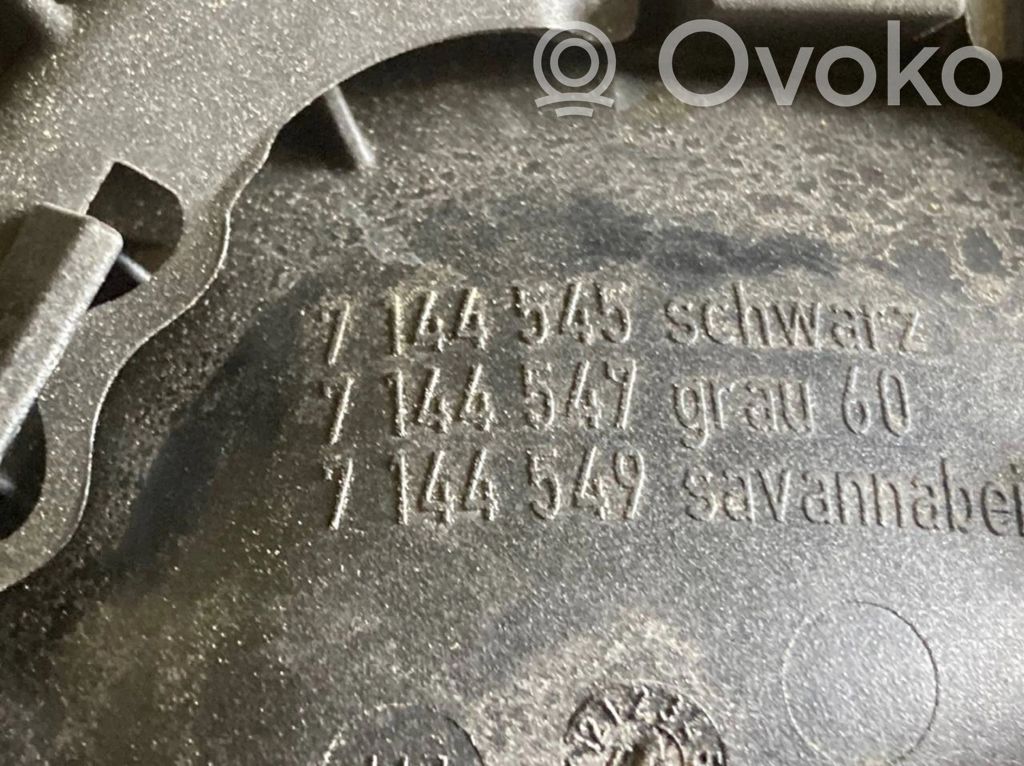 Ovoko
7 144 545 schwarz
7 144 547 grau 60
7 144 549 savannabei